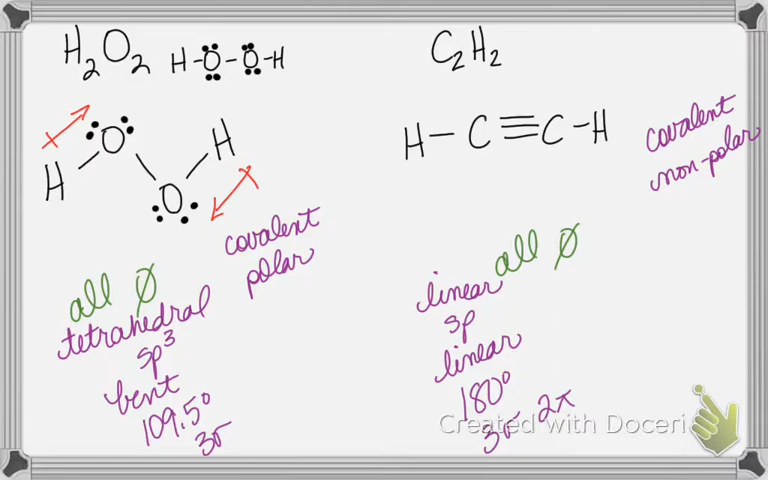 H₂O₂
H-O-O-H
H O
O H
covalent
polar
all ∅
tetrahedral
sp³
bent
109.5°
3σ
C₂H₂
H-C≡C-H
covalent
non-polar
all ∅
linear
sp
linear
180°
3σ 2π
Created with Doceri